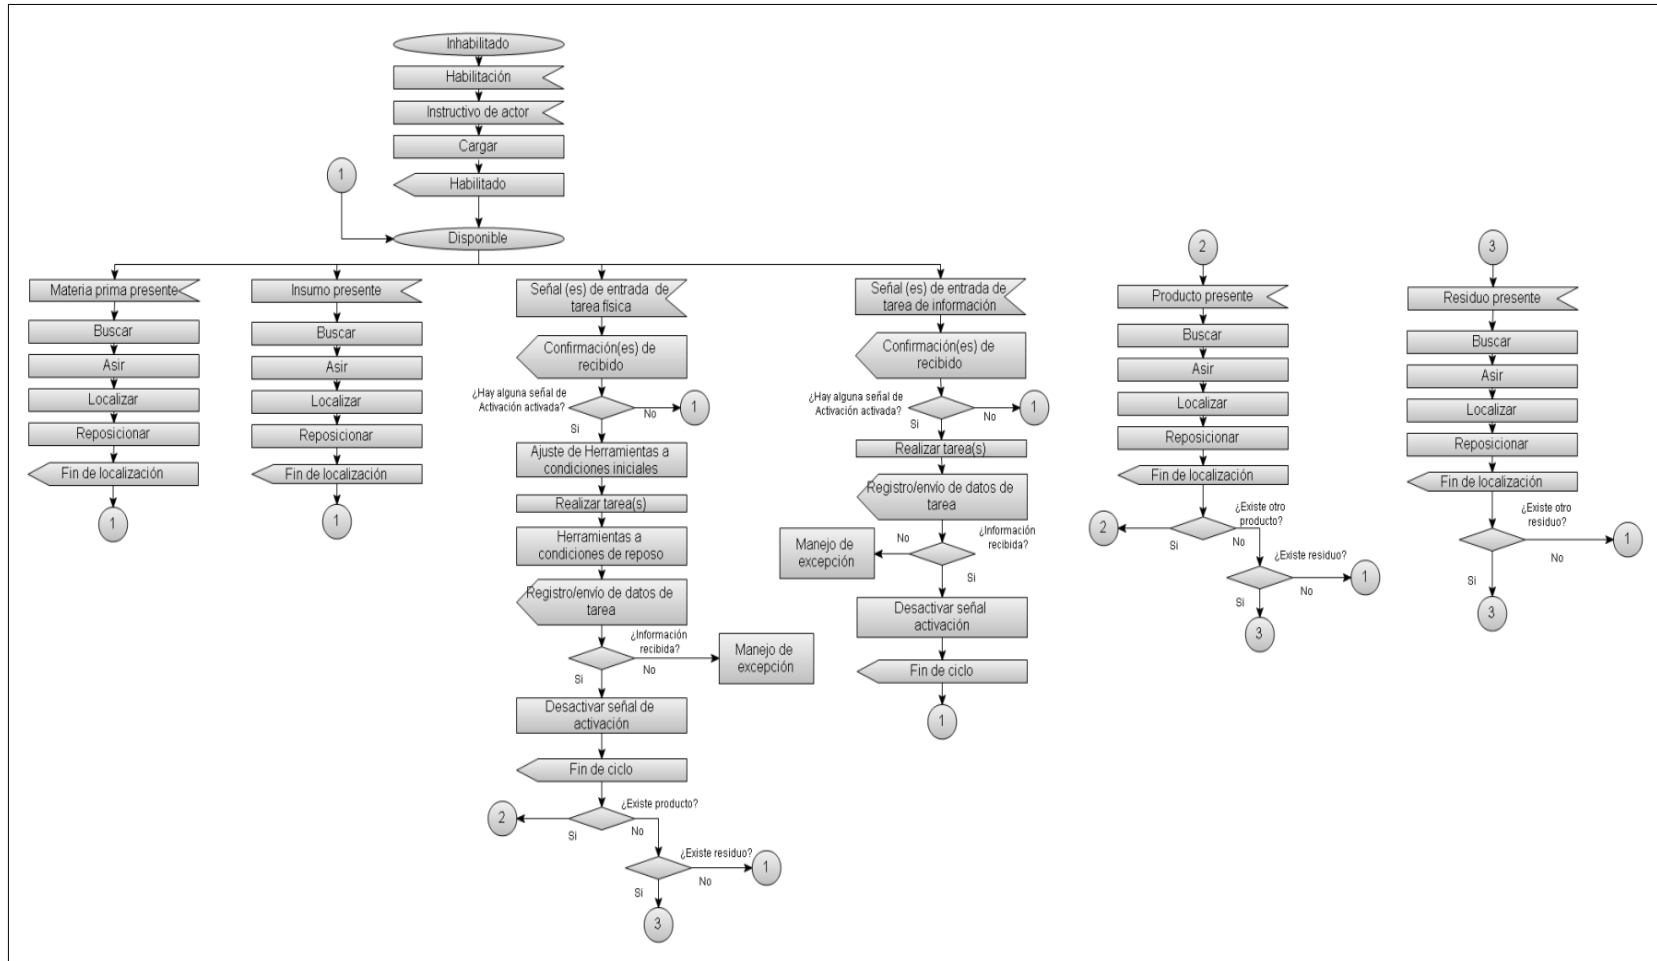 Inhabilitado
Habilitación
Instructivo de actor
Cargar
Habilitado
1
Disponible
Materia prima presente
Buscar
Asir
Localizar
Reposicionar
Fin de localización
1
Insumo presente
Buscar
Asir
Localizar
Reposicionar
Fin de localización
1
Señal (es) de entrada de
tarea física
Confirmación(es) de
recibido
¿Hay alguna señal de
Activación activada?
No
1
Si
Ajuste de Herramientas a
condiciones iniciales
Realizar tarea(s)
Herramientas a
condiciones de reposo
Registro/envío de datos de
tarea
¿Información
recibida?
No
Manejo de
excepción
Si
Desactivar señal de
activación
Fin de ciclo
¿Existe producto?
2
Si
No
¿Existe residuo?
1
No
Si
3
Señal (es) de entrada de
tarea de información
Confirmación(es) de
recibido
¿Hay alguna señal de
Activación activada?
No
1
Si
Realizar tarea(s)
Registro/envío de datos de
tarea
¿Información
recibida?
No
Manejo de
excepción
Si
Desactivar señal
activación
Fin de ciclo
1
2
Producto presente
Buscar
Asir
Localizar
Reposicionar
Fin de localización
¿Existe otro
producto?
2
Si
No
¿Existe residuo?
1
No
Si
3
3
Residuo presente
Buscar
Asir
Localizar
Reposicionar
Fin de localización
¿Existe otro
residuo?
1
No
Si
3